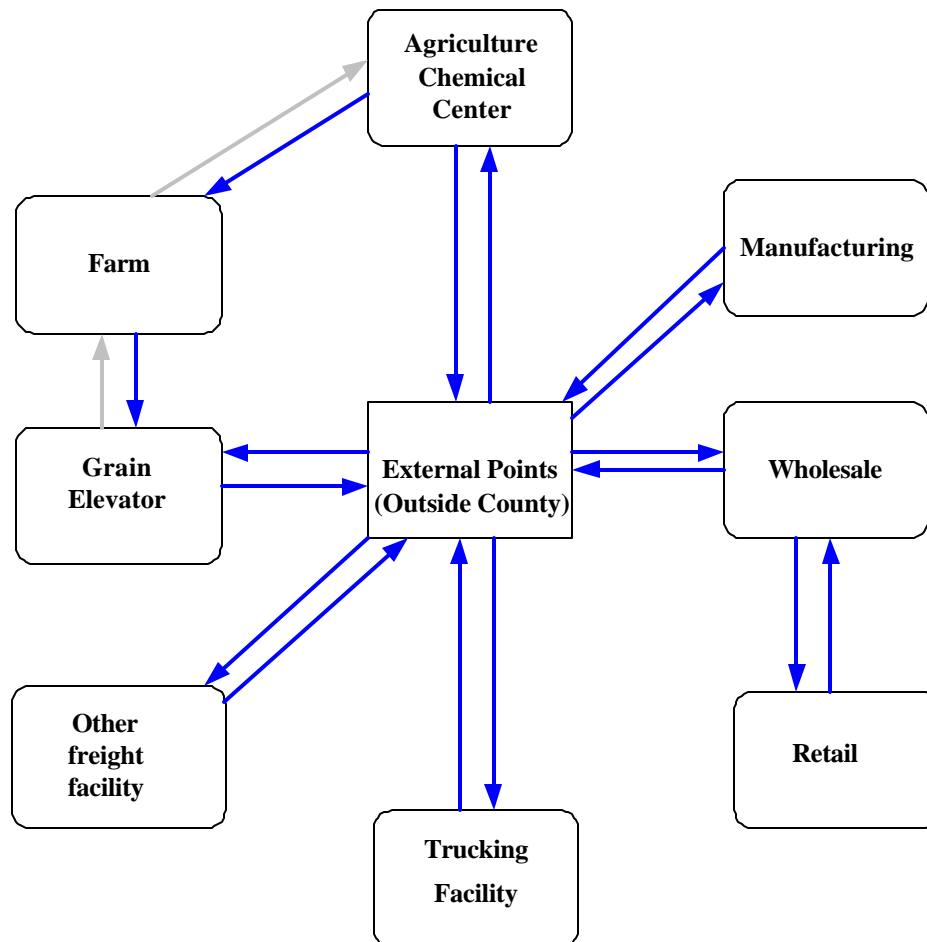 Agriculture
Chemical
Center
Manufacturing
Farm
Grain
Elevator
External Points
(Outside County)
Wholesale
Other
freight
facility
Retail
Trucking
Facility